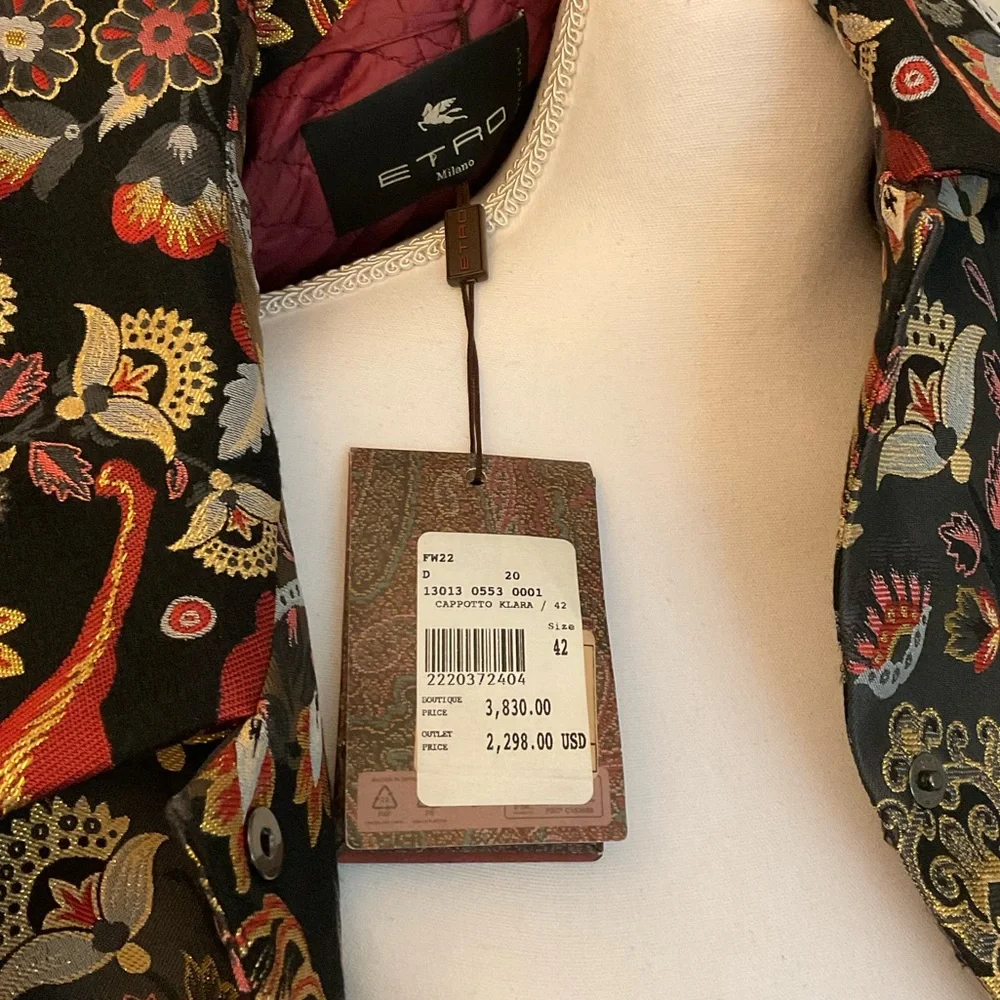 ETRO
Milano
ETRO
FW22
D 20
13013 0553 0001
CAPPOTTO KLARA / 42
Size
42
2220372404
BOUTIQUE
PRICE 3,830.00
OUTLET
PRICE 2,298.00 USD